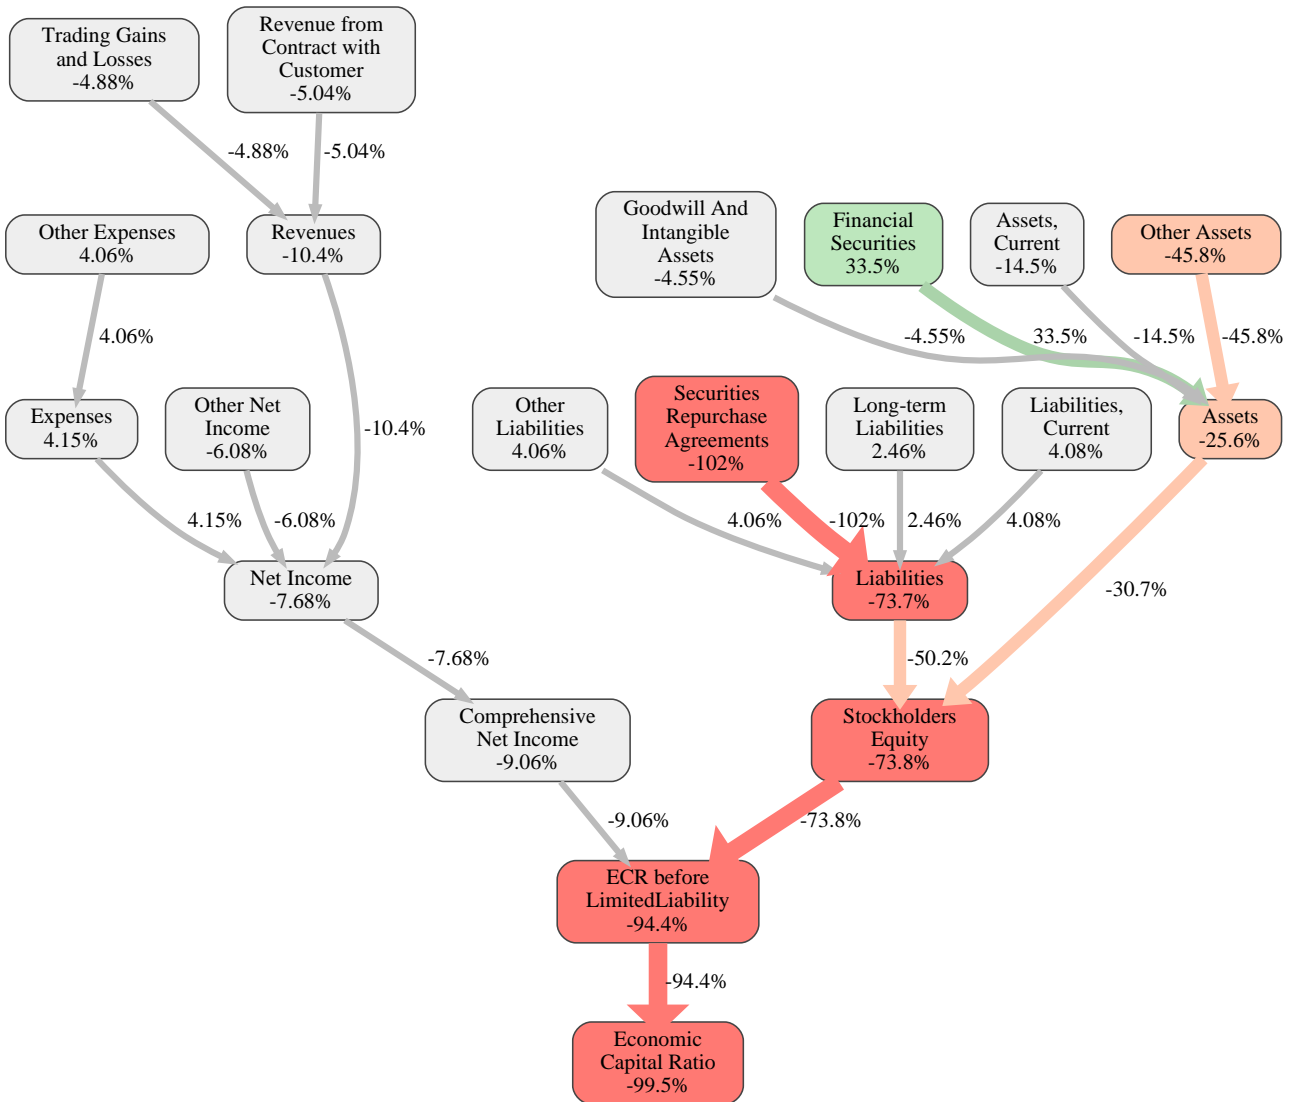 Trading Gains
and Losses
-4.88%
Revenue from
Contract with
Customer
-5.04%
-4.88%
-5.04%
Other Expenses
4.06%
Revenues
-10.4%
Goodwill And
Intangible
Assets
-4.55%
Financial
Securities
33.5%
Assets,
Current
-14.5%
Other Assets
-45.8%
4.06%
-4.55%
33.5%
-14.5%
-45.8%
Expenses
4.15%
Other Net
Income
-6.08%
-10.4%
Other
Liabilities
4.06%
Securities
Repurchase
Agreements
-102%
Long-term
Liabilities
2.46%
Liabilities,
Current
4.08%
Assets
-25.6%
4.15%
-6.08%
4.06%
-102%
2.46%
4.08%
Net Income
-7.68%
Liabilities
-73.7%
-30.7%
-7.68%
-50.2%
Comprehensive
Net Income
-9.06%
Stockholders
Equity
-73.8%
-9.06%
-73.8%
ECR before
LimitedLiability
-94.4%
-94.4%
Economic
Capital Ratio
-99.5%